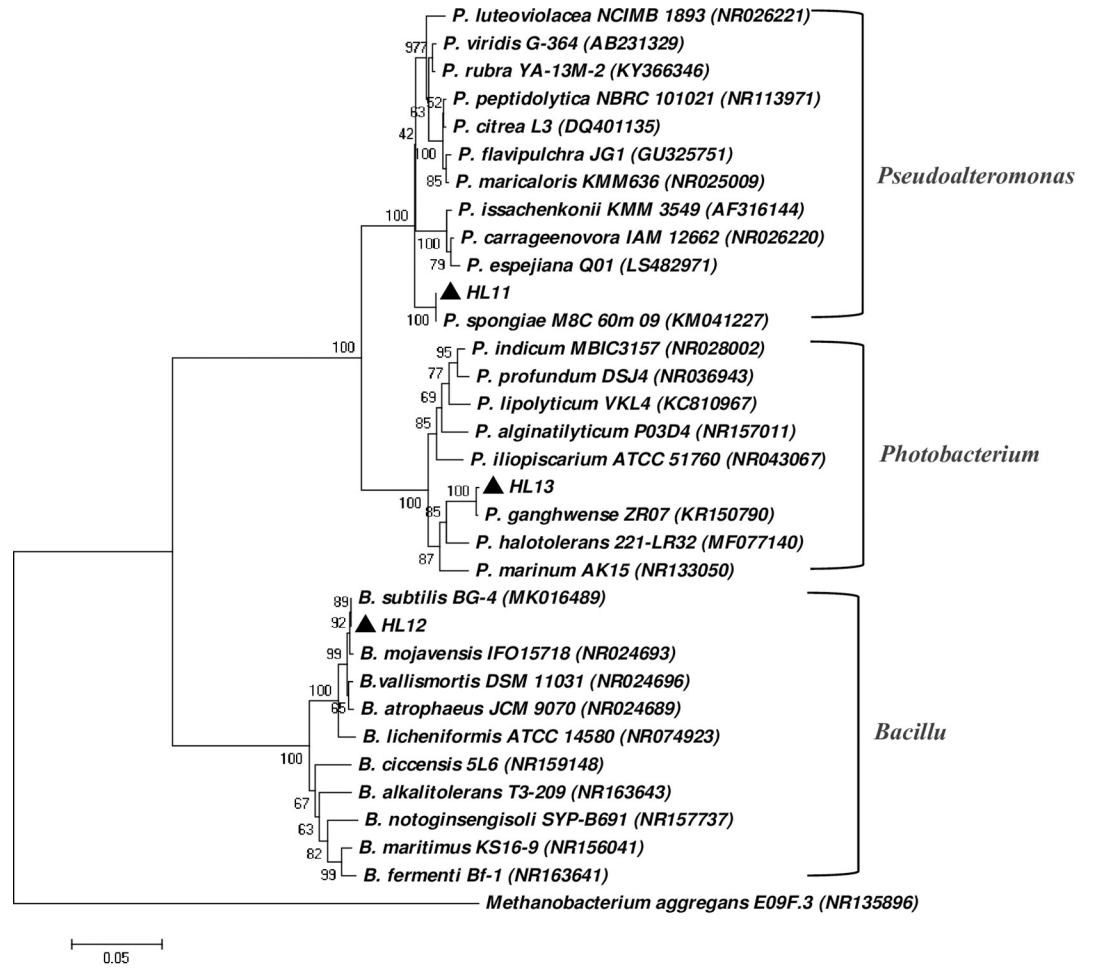 P. luteoviolacea NCIMB 1893 (NR026221)
977
P. viridis G-364 (AB231329)
P. rubra YA-13M-2 (KY366346)
52
P. peptidolytica NBRC 101021 (NR113971)
63
P. citrea L3 (DQ401135)
42
100
P. flavipulchra JG1 (GU325751)
Pseudoalteromonas
85
P. maricaloris KMM636 (NR025009)
P. issachenkonii KMM 3549 (AF316144)
100
100
P. carrageenovora IAM 12662 (NR026220)
79
P. espejiana Q01 (LS482971)
HL11
100
P. spongiae M8C 60m 09 (KM041227)
100
95
P. indicum MBIC3157 (NR028002)
77
P. profundum DSJ4 (NR036943)
69
P. lipolyticum VKL4 (KC810967)
85
P. alginatilyticum P03D4 (NR157011)
Photobacterium
P. iliopiscarium ATCC 51760 (NR043067)
100
HL13
100
85
P. ganghwense ZR07 (KR150790)
P. halotolerans 221-LR32 (MF077140)
87
P. marinum AK15 (NR133050)
89
B. subtilis BG-4 (MK016489)
92
HL12
99
B. mojavensis IFO15718 (NR024693)
100
B.vallismortis DSM 11031 (NR024696)
65
B. atrophaeus JCM 9070 (NR024689)
Bacillu
B. licheniformis ATCC 14580 (NR074923)
100
B. ciccensis 5L6 (NR159148)
67
B. alkalitolerans T3-209 (NR163643)
63
B. notoginsengisoli SYP-B691 (NR157737)
82
B. maritimus KS16-9 (NR156041)
99
B. fermenti Bf-1 (NR163641)
Methanobacterium aggregans E09F.3 (NR135896)
0.05